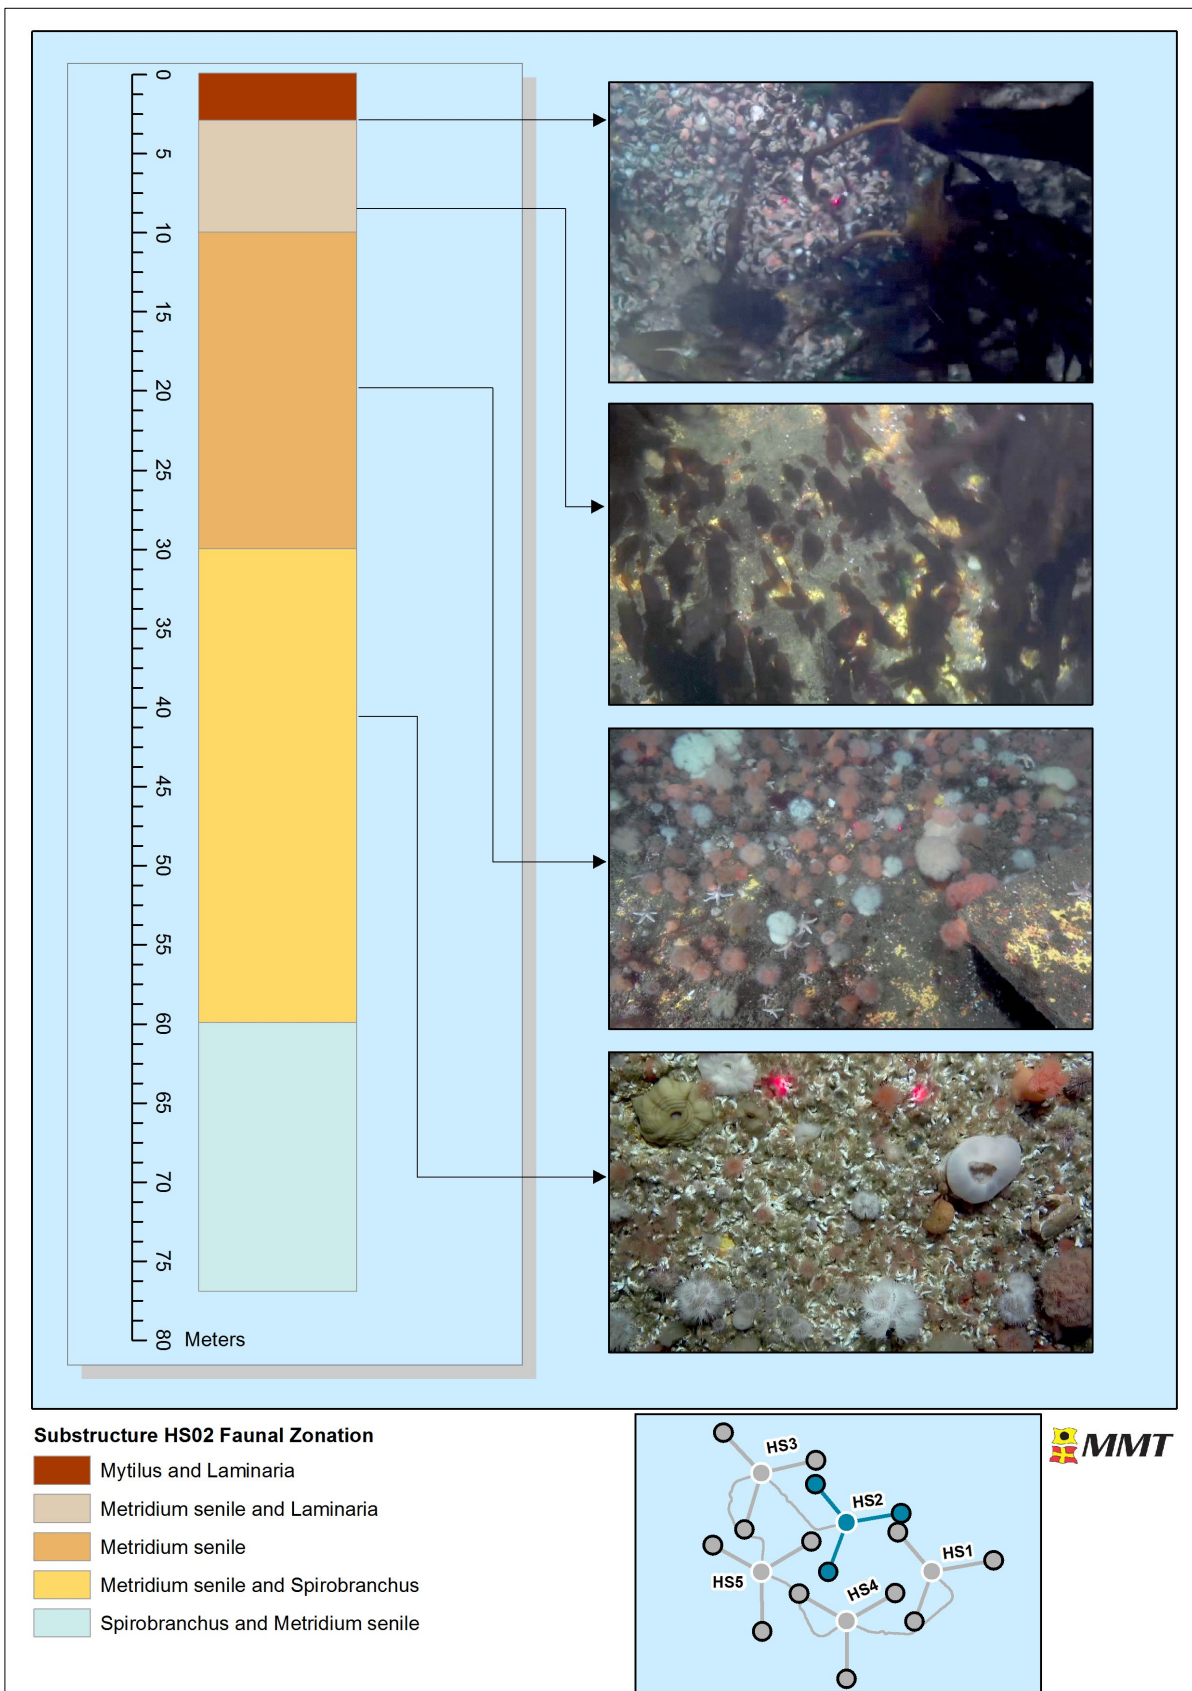 0
5
10
15
20
25
30
35
40
45
50
55
60
65
70
75
80 Meters
Substructure HS02 Faunal Zonation
Mytilus and Laminaria
Metridium senile and Laminaria
Metridium senile
Metridium senile and Spirobranchus
Spirobranchus and Metridium senile
HS3
HS2
HS1
HS5
HS4
MMT